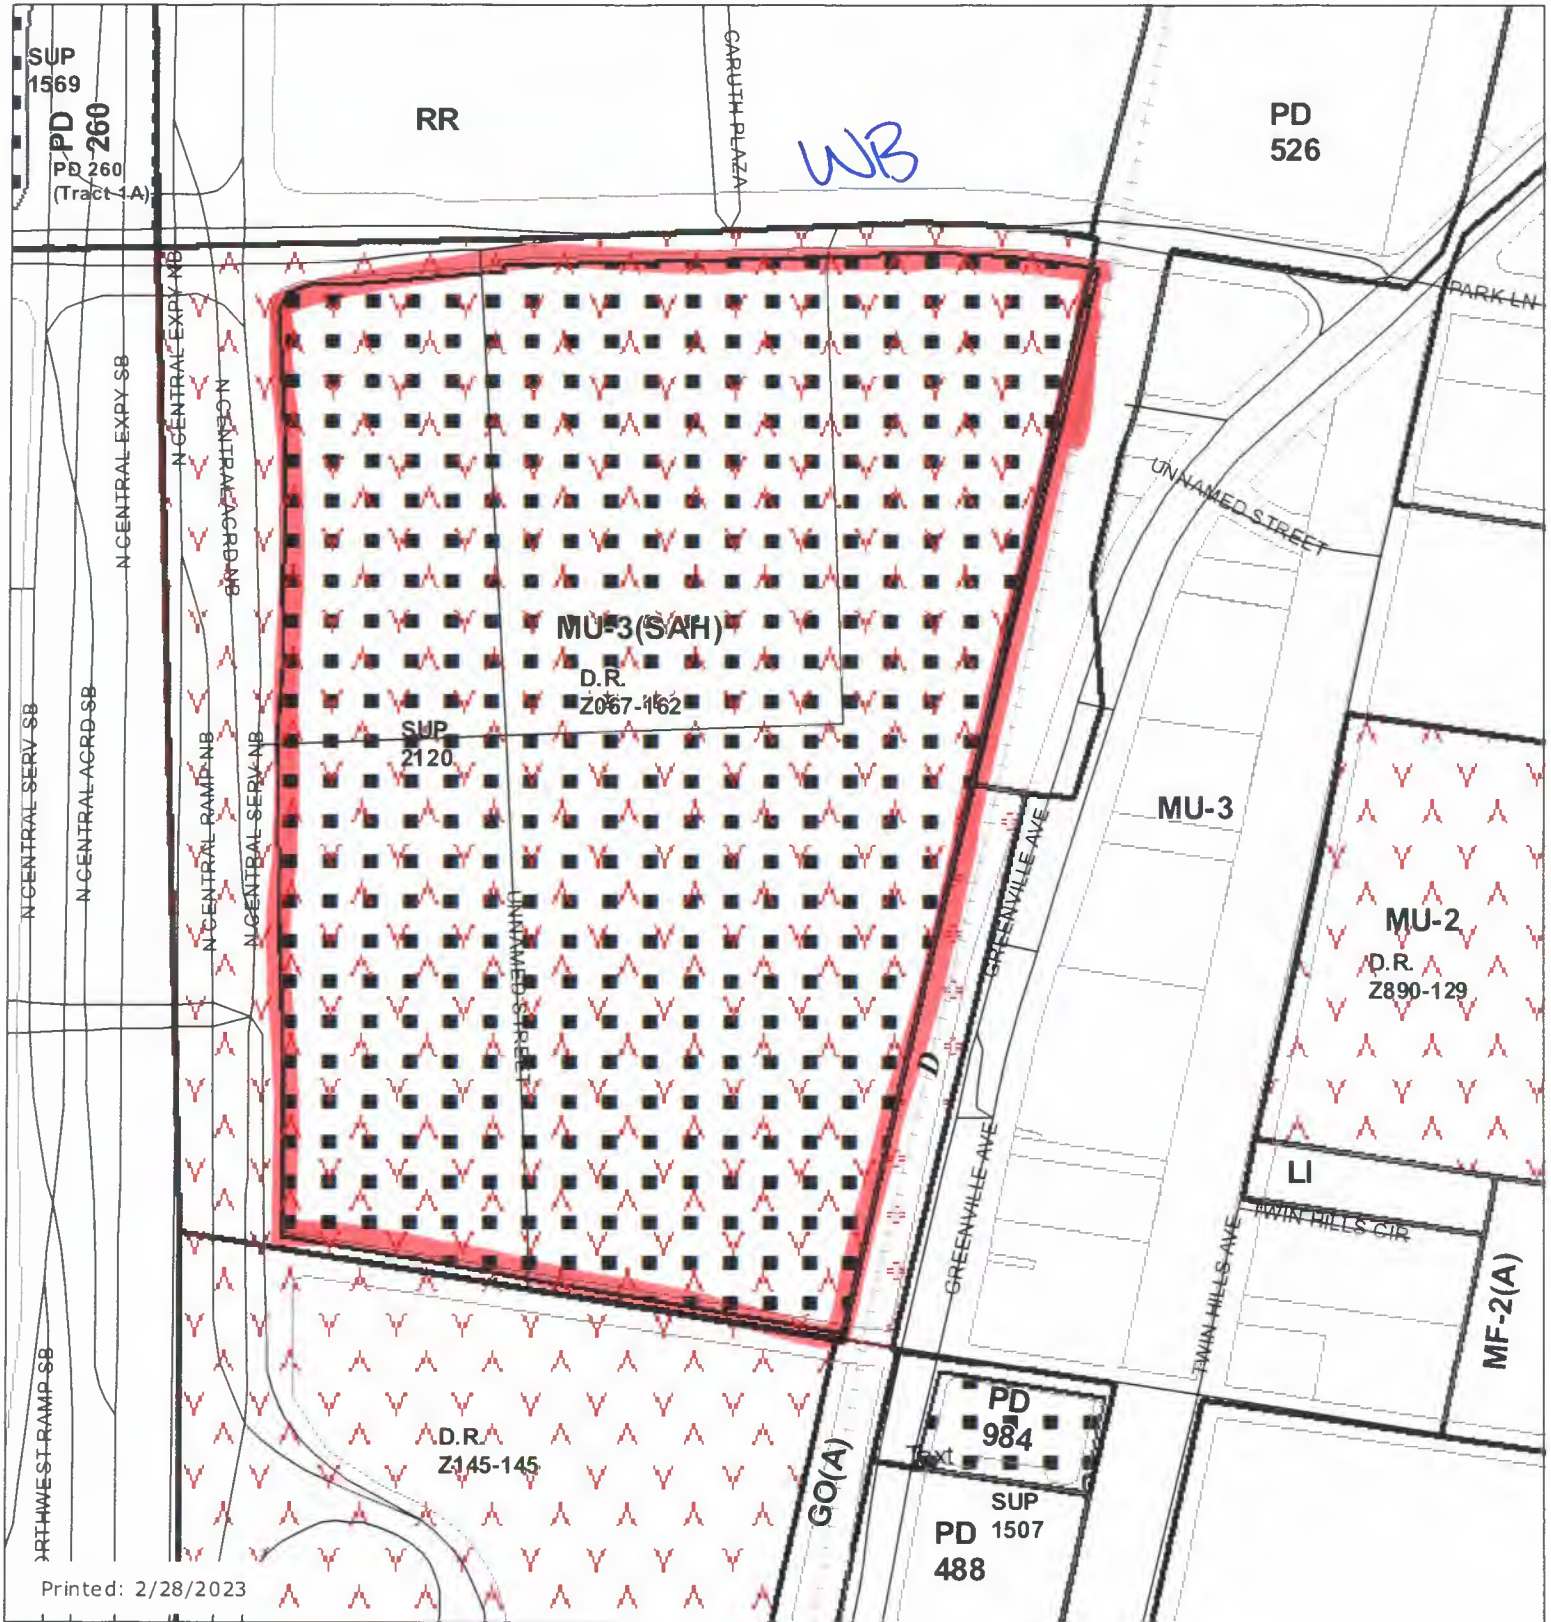 SUP
1569
PD
260
PD 260
(Tract 1A)
RR
CARUTH PLAZA
WB
PD
526
PARK LN
N CENTRAL EXPY NB
N CENTRAL EXPY SB
N CENTRAL ACRD NB
UNNAMED STREET
MU-3(SAH)
D.R.
Z067-162
SUP
2120
N CENTRAL SERV SB
N CENTRAL ACRD SB
N CENTRAL RAMP NB
N CENTRAL SERV NB
UNNAMED STREET
GREENVILLE AVE
MU-3
MU-2
D.R.
Z890-129
D
GREENVILLE AVE
LI
TWIN HILLS CIR
TWIN HILLS AVE
MF-2(A)
ORTHWEST RAMP SB
D.R.
Z145-145
GO(A)
PD
984
Text
SUP
1507
PD
488
Printed: 2/28/2023